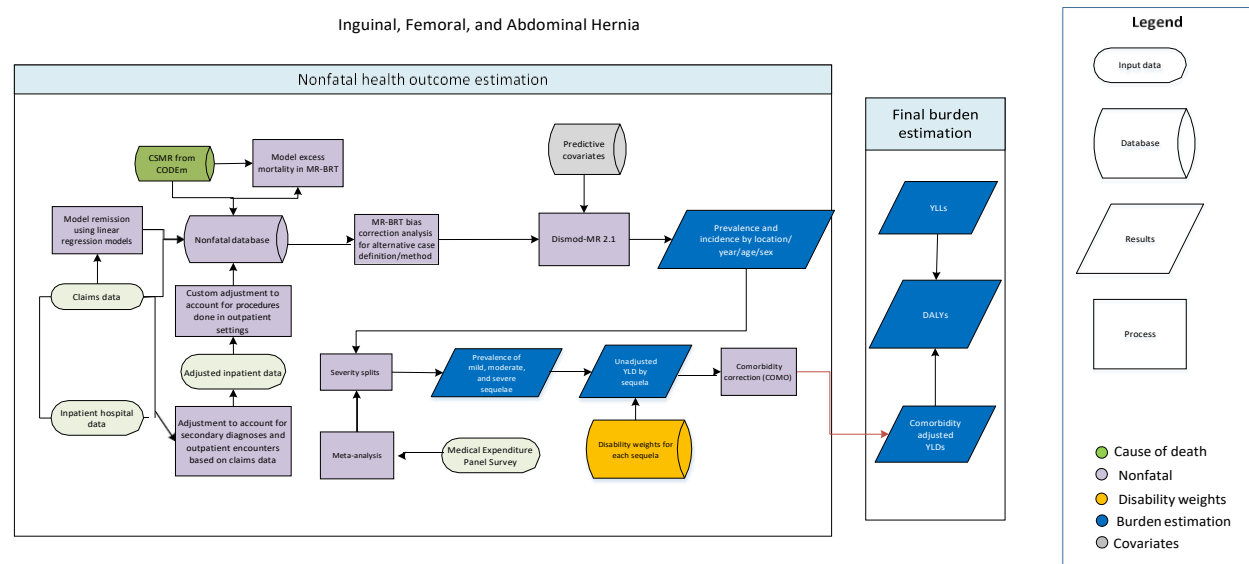 Inguinal, Femoral, and Abdominal Hernia
Nonfatal health outcome estimation
CSMR from
CODEm
Model excess
mortality in MR-BRT
Predictive
covariates
Model remission
using linear
regression models
Nonfatal database
MR-BRT bias
correction analysis
for alternative case
definition/method
Dismod-MR 2.1
Prevalence and
incidence by location/
year/age/sex
Claims data
Custom adjustment to
account for procedures
done in outpatient
settings
Adjusted inpatient data
Inpatient hospital
data
Adjustment to account for
secondary diagnoses and
outpatient encounters
based on claims data
Severity splits
Prevalence of
mild, moderate,
and severe
sequelae
Unadjusted
YLD by
sequela
Comorbidity
correction (COMO)
Meta-analysis
Medical Expenditure
Panel Survey
Disability weights for
each sequela
Final burden
estimation
YLLs
DALYs
Comorbidity
adjusted
YLDs
Legend
Input data
Database
Results
Process
Cause of death
Nonfatal
Disability weights
Burden estimation
Covariates